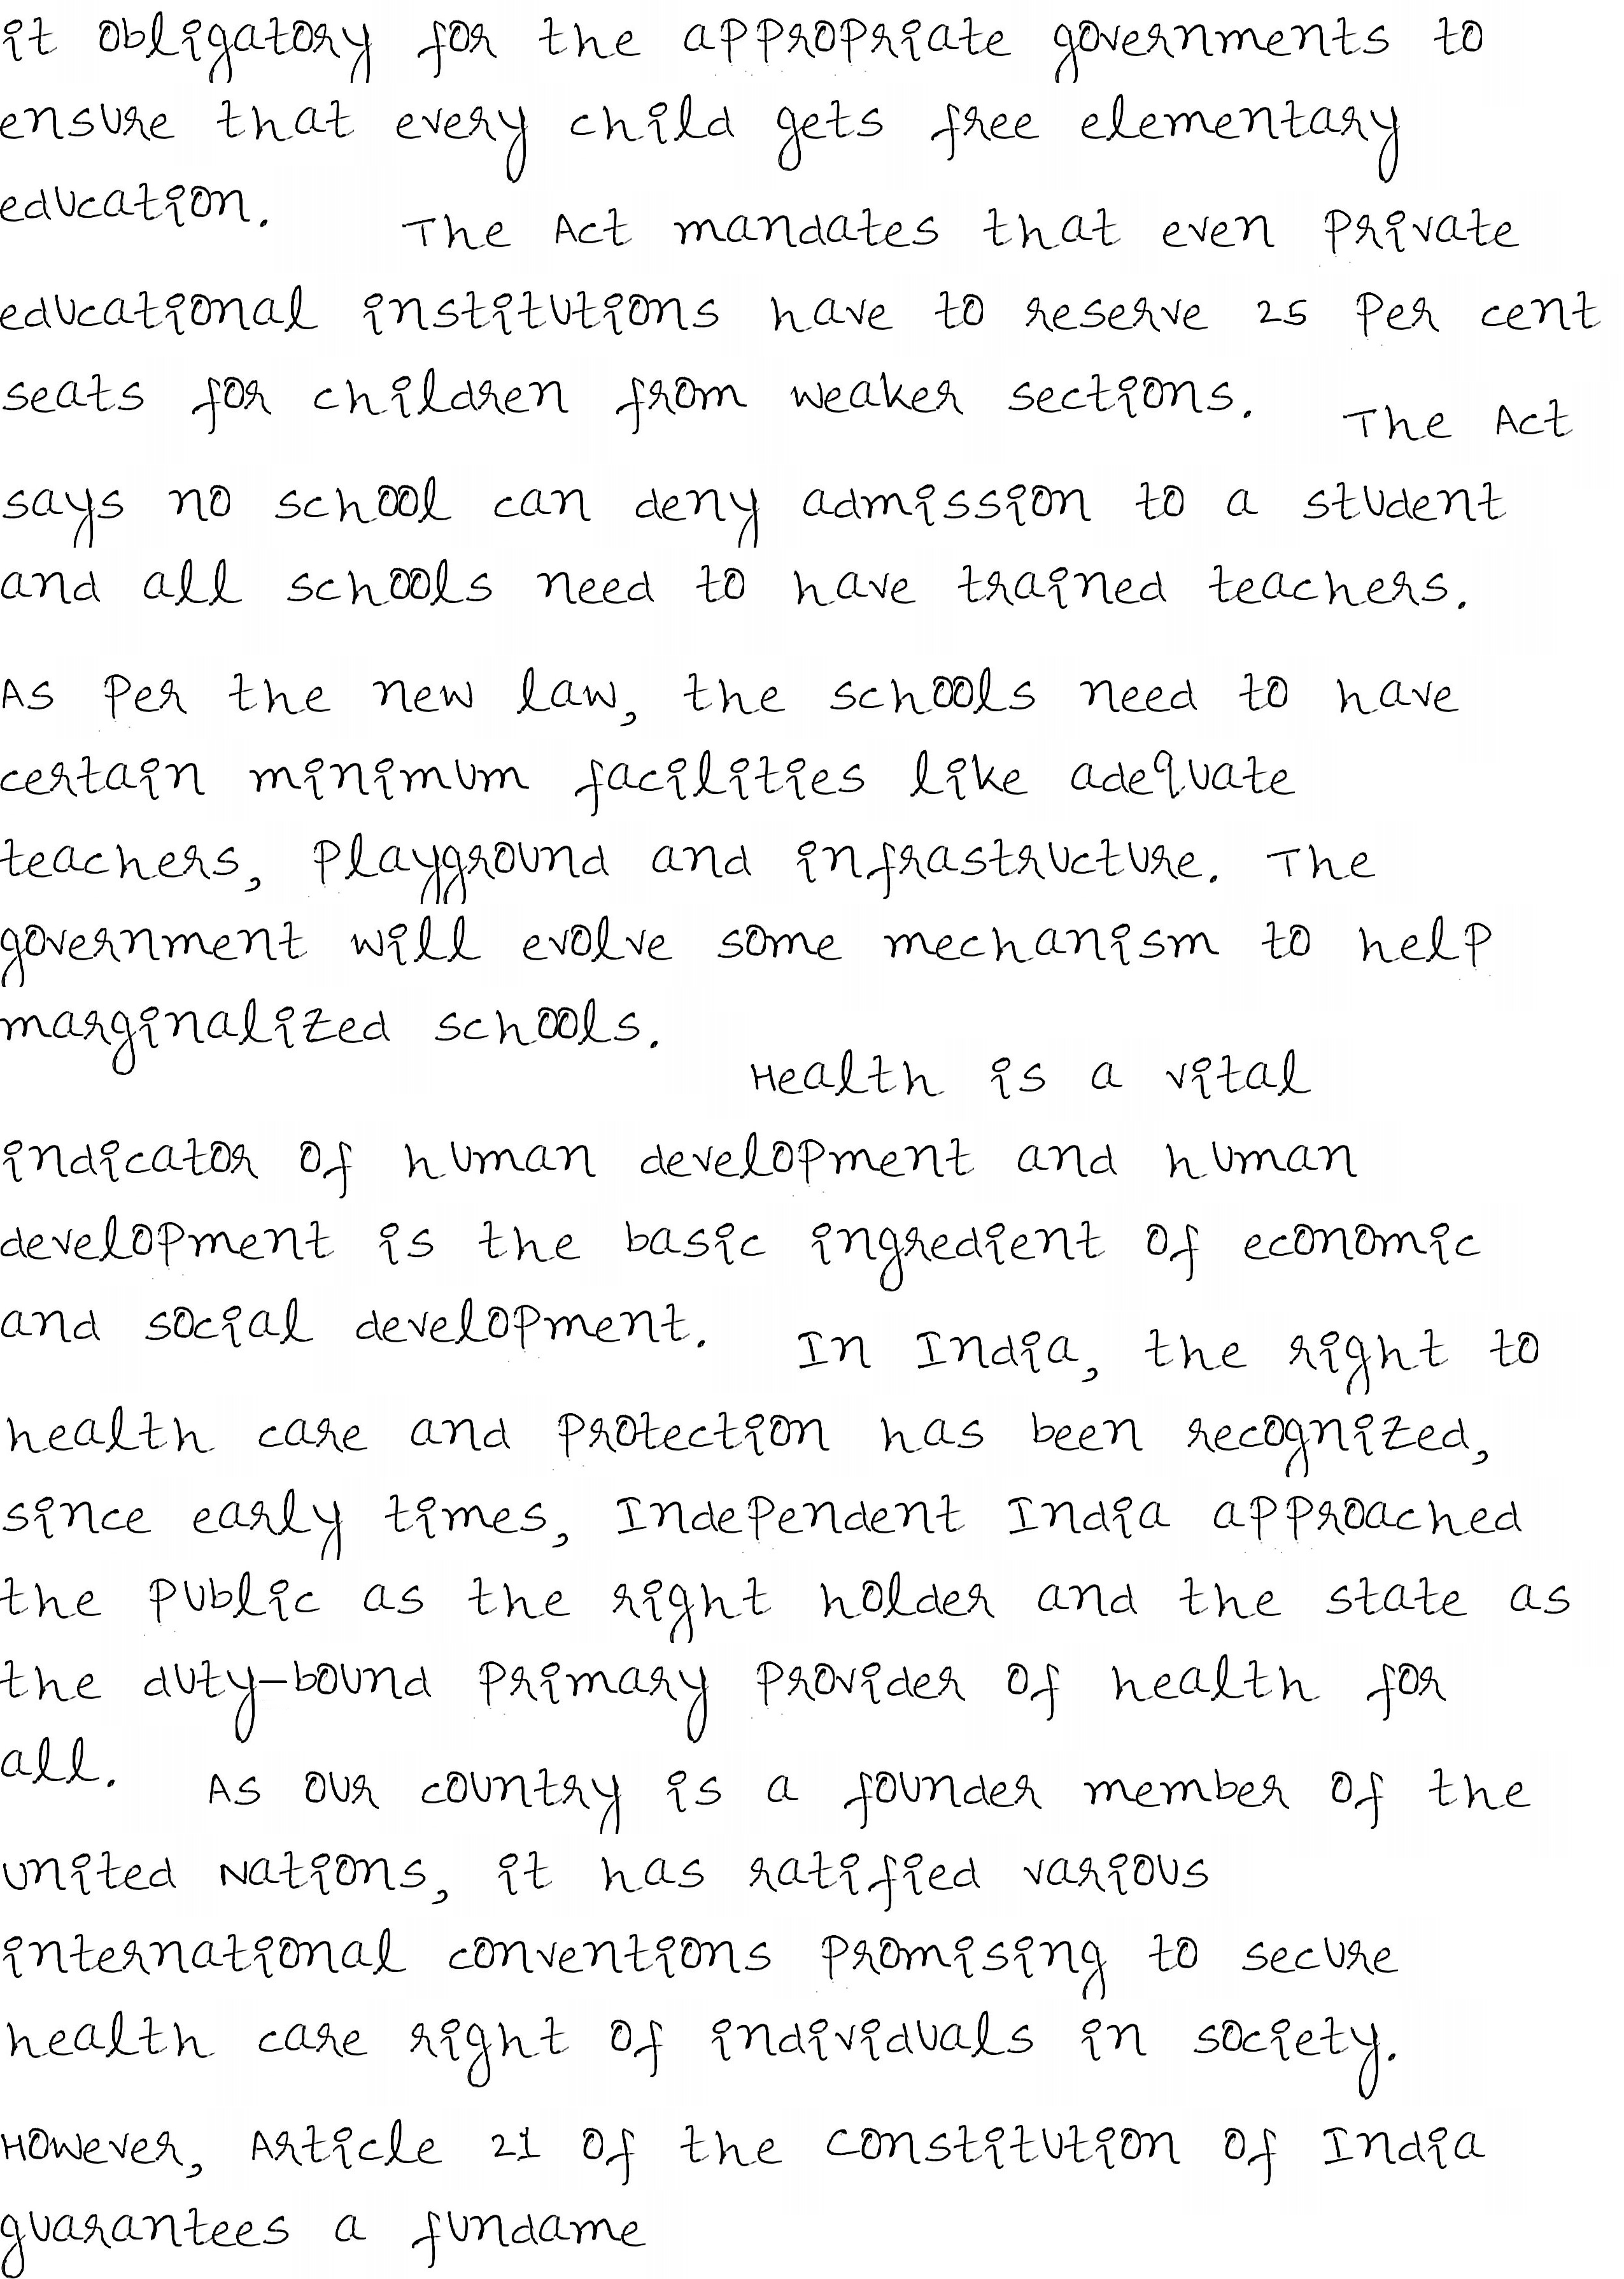 it obligatory for the appropriate governments to
ensure that every child gets free elementary
education. The Act mandates that even private
educational institutions have to reserve 25 per cent
seats for children from weaker sections. The Act
says no school can deny admission to a student
and all schools need to have trained teachers.
As per the new law, the schools need to have
certain minimum facilities like adequate
teachers, playground and infrastructure. The
government will evolve some mechanism to help
marginalized schools. Health is a vital
indicator of human development and human
development is the basic ingredient of economic
and social development. In India, the right to
health care and protection has been recognized,
since early times, Independent India approached
the public as the right holder and the state as
the duty-bound primary provider of health for
all. As our country is a founder member of the
United Nations, it has ratified various
international conventions promising to secure
health care right of individuals in society.
However, Article 21 of the Constitution of India
guarantees a fundame